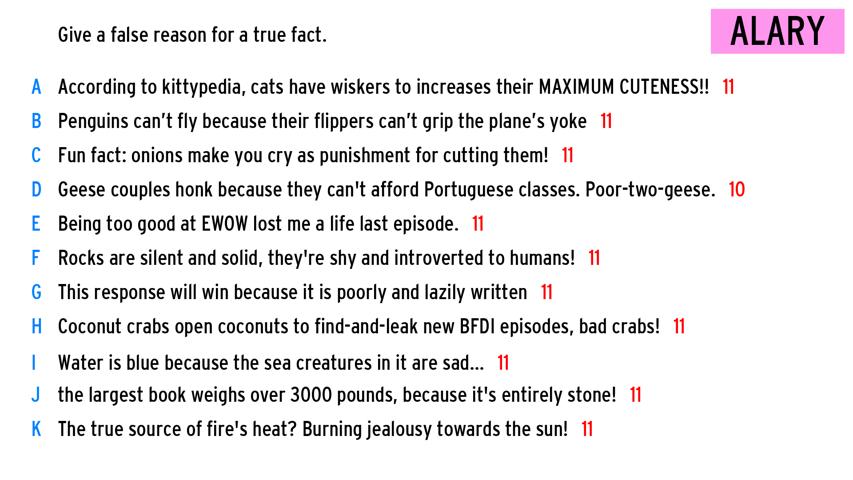 Give a false reason for a true fact.
ALARY
A According to kittypedia, cats have wiskers to increases their MAXIMUM CUTENESS!! 11
B Penguins can't fly because their flippers can't grip the plane's yoke 11
C Fun fact: onions make you cry as punishment for cutting them! 11
D Geese couples honk because they can't afford Portuguese classes. Poor-two-geese. 10
E Being too good at EWOW lost me a life last episode. 11
F Rocks are silent and solid, they're shy and introverted to humans! 11
G This response will win because it is poorly and lazily written 11
H Coconut crabs open coconuts to find-and-leak new BFDI episodes, bad crabs! 11
I Water is blue because the sea creatures in it are sad... 11
J the largest book weighs over 3000 pounds, because it's entirely stone! 11
K The true source of fire's heat? Burning jealousy towards the sun! 11